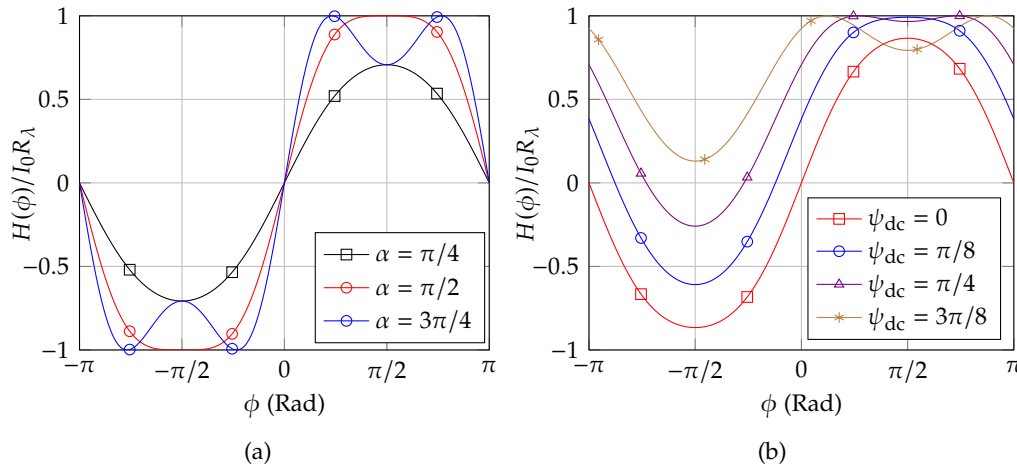 1
0.5
0
−0.5
−1
H(ϕ)/I₀R_λ
−π −π/2 0 π/2 π
ϕ (Rad)
α = π/4
α = π/2
α = 3π/4
(a)
1
0.5
0
−0.5
−1
H(ϕ)/I₀R_λ
−π −π/2 0 π/2 π
ϕ (Rad)
ψ_dc = 0
ψ_dc = π/8
ψ_dc = π/4
ψ_dc = 3π/8
(b)